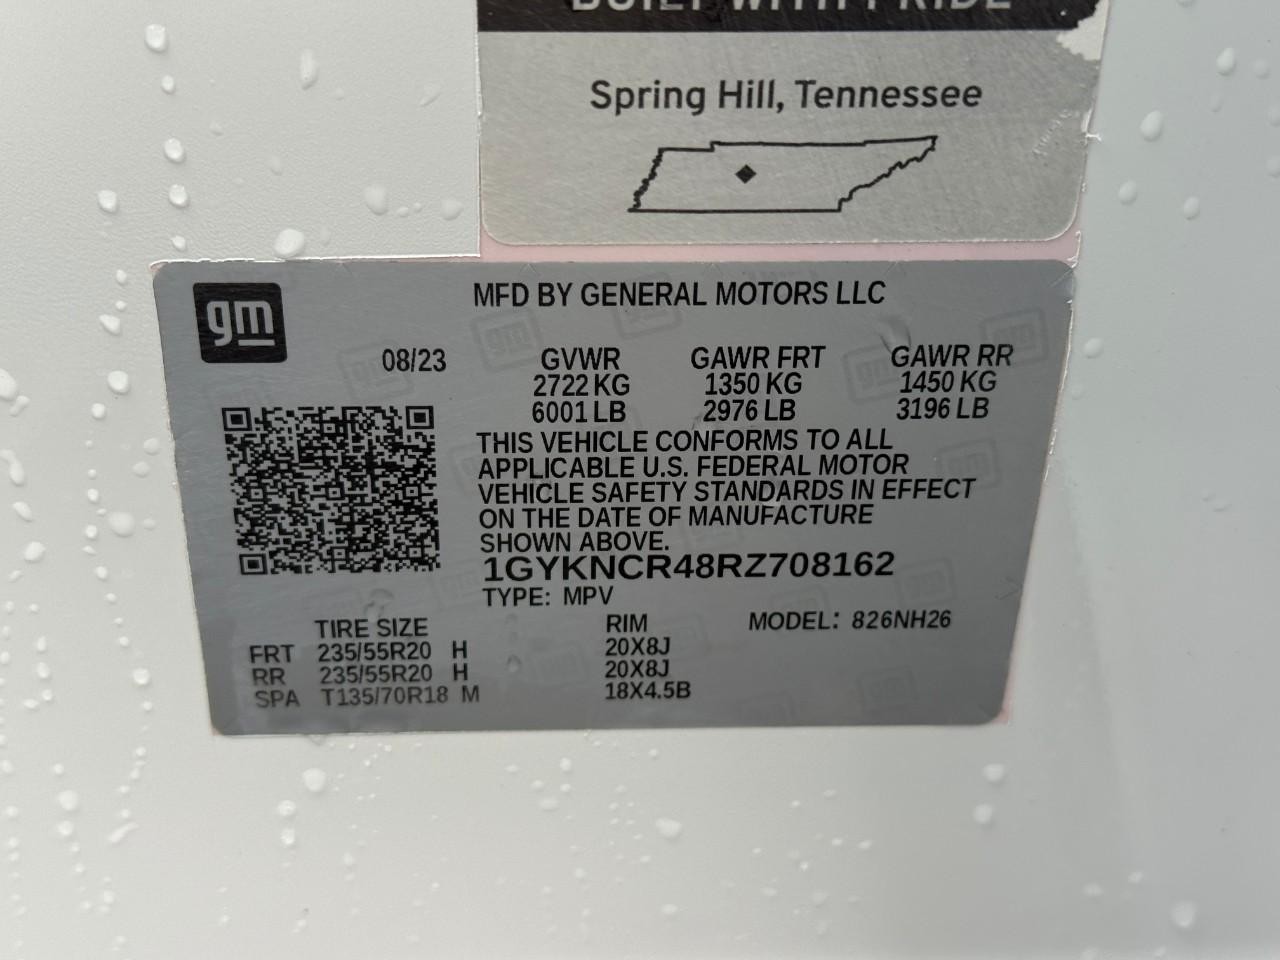 BUILT WITH PRIDE
Spring Hill, Tennessee
gm
MFD BY GENERAL MOTORS LLC
08/23 GVWR GAWR FRT GAWR RR
2722 KG 1350 KG 1450 KG
6001 LB 2976 LB 3196 LB
THIS VEHICLE CONFORMS TO ALL
APPLICABLE U.S. FEDERAL MOTOR
VEHICLE SAFETY STANDARDS IN EFFECT
ON THE DATE OF MANUFACTURE
SHOWN ABOVE.
1GYKNCR48RZ708162
TYPE: MPV
TIRE SIZE RIM MODEL: 826NH26
FRT 235/55R20 H 20X8J
RR 235/55R20 H 20X8J
SPA T135/70R18 M 18X4.5B